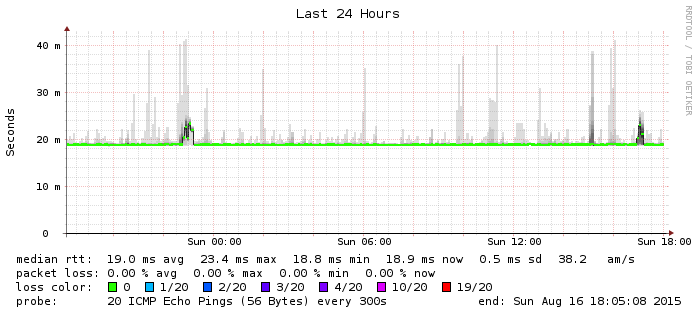 Last 24 Hours
RRDTOOL / TOBI OETIKER
Seconds
40 m
30 m
20 m
10 m
0
Sun 00:00 Sun 06:00 Sun 12:00 Sun 18:00
median rtt: 19.0 ms avg 23.4 ms max 18.8 ms min 18.9 ms now 0.5 ms sd 38.2 am/s
packet loss: 0.00 % avg 0.00 % max 0.00 % min 0.00 % now
loss color: 0 1/20 2/20 3/20 4/20 10/20 19/20
probe: 20 ICMP Echo Pings (56 Bytes) every 300s end: Sun Aug 16 18:05:08 2015